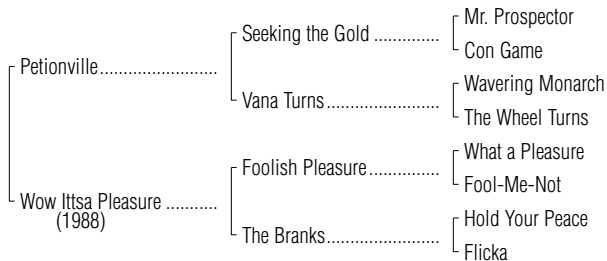 Mr. Prospector
Seeking the Gold ..............
Con Game
Petionville.........................
Wavering Monarch
Vana Turns........................
The Wheel Turns
What a Pleasure
Foolish Pleasure...............
Fool-Me-Not
Wow Ittsa Pleasure ...........
(1988)
Hold Your Peace
The Branks........................
Flicka